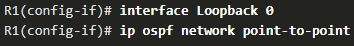 R1(config-if)# interface Loopback 0
R1(config-if)# ip ospf network point-to-point